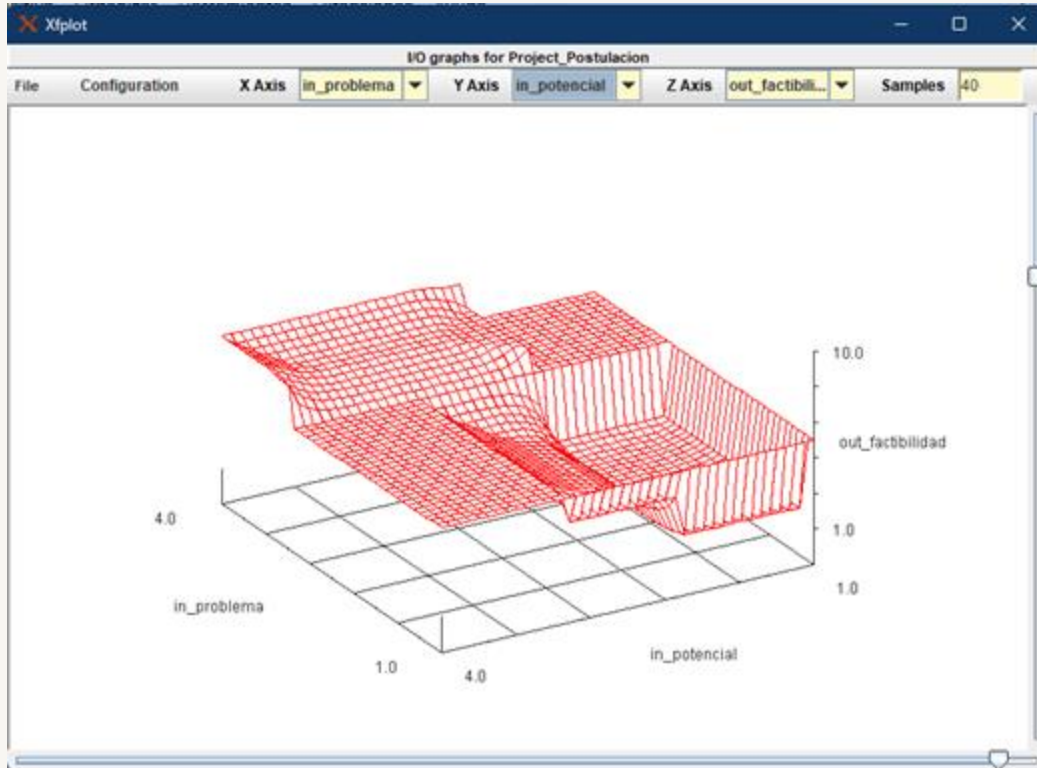 Xfplot
I/O graphs for Project_Postulacion
File Configuration X Axis in_problema Y Axis in_potencial Z Axis out_factibili... Samples 40
10.0
out_factibilidad
4.0
1.0
1.0
in_problema
in_potencial
1.0
4.0